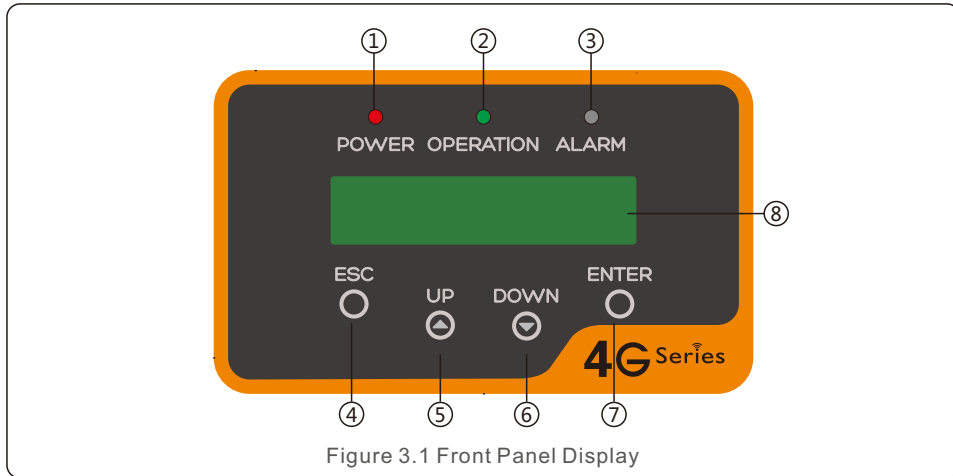 ① ② ③
POWER OPERATION ALARM
⑧
ESC UP DOWN ENTER
4G Series
④ ⑤ ⑥ ⑦
Figure 3.1 Front Panel Display